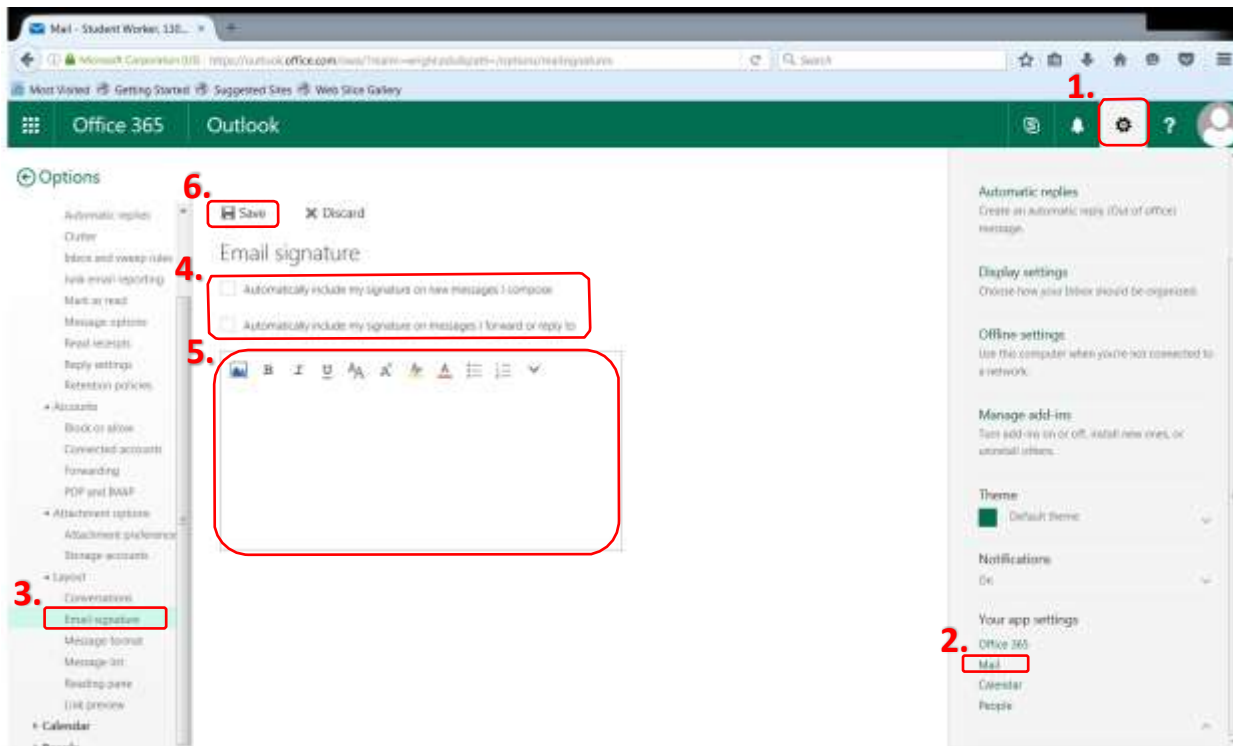 Mail - Student Worker, 130...
Most Visited Getting Started Suggested Sites Web Slice Gallery
Search
1.
Office 365 Outlook ?
Options
6.
Save Discard
Email signature
4.
Automatically include my signature on new messages I compose
Automatically include my signature on messages I forward or reply to
5.
B I U
Automatic replies
Clutter
Inbox and sweep rules
Junk email reporting
Mark as read
Message options
Read receipts
Reply settings
Retention policies
Accounts
Block or allow
Connected accounts
Forwarding
POP and IMAP
Attachment options
Attachment preference
Storage accounts
Layout
3.
Conversations
Email signature
Message format
Message list
Reading pane
Link preview
Calendar
Automatic replies
Create an automatic reply (Out of office)
message.
Display settings
Choose how your Inbox should be organized.
Offline settings
Use this computer when you're not connected to
a network.
Manage add-ins
Turn add-ins on or off, install new ones, or
uninstall others.
Theme
Default theme
Notifications
On
Your app settings
2.
Office 365
Mail
Calendar
People